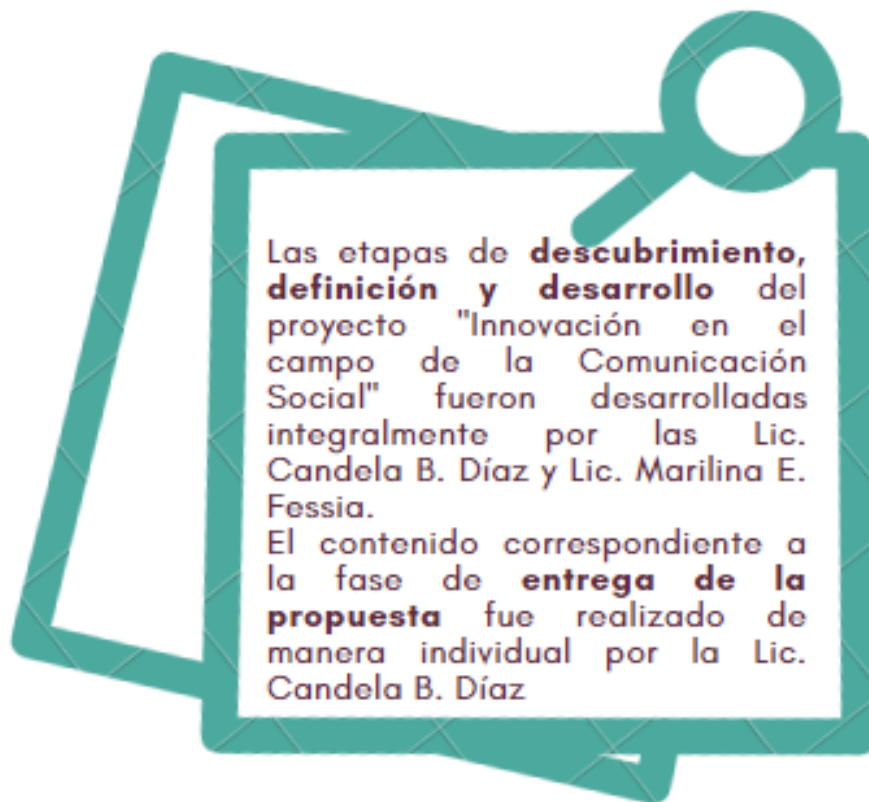 Las etapas de descubrimiento,
definición y desarrollo del
proyecto "Innovación en el
campo de la Comunicación
Social" fueron desarrolladas
integralmente por las Lic.
Candela B. Díaz y Lic. Marilina E.
Fessia.
El contenido correspondiente a
la fase de entrega de la
propuesta fue realizado de
manera individual por la Lic.
Candela B. Díaz